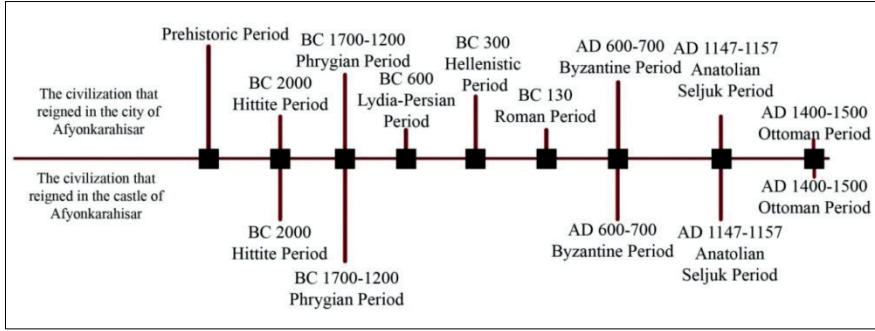 Prehistoric Period
BC 1700-1200
Phrygian Period
BC 300
Hellenistic
Period
AD 600-700
Byzantine Period
AD 1147-1157
Anatolian
Seljuk Period
The civilization that
reigned in the city of
Afyonkarahisar
BC 2000
Hittite Period
BC 600
Lydia-Persian
Period
BC 130
Roman Period
AD 1400-1500
Ottoman Period
The civilization that
reigned in the castle of
Afyonkarahisar
BC 2000
Hittite Period
BC 1700-1200
Phrygian Period
AD 600-700
Byzantine Period
AD 1147-1157
Anatolian
Seljuk Period
AD 1400-1500
Ottoman Period